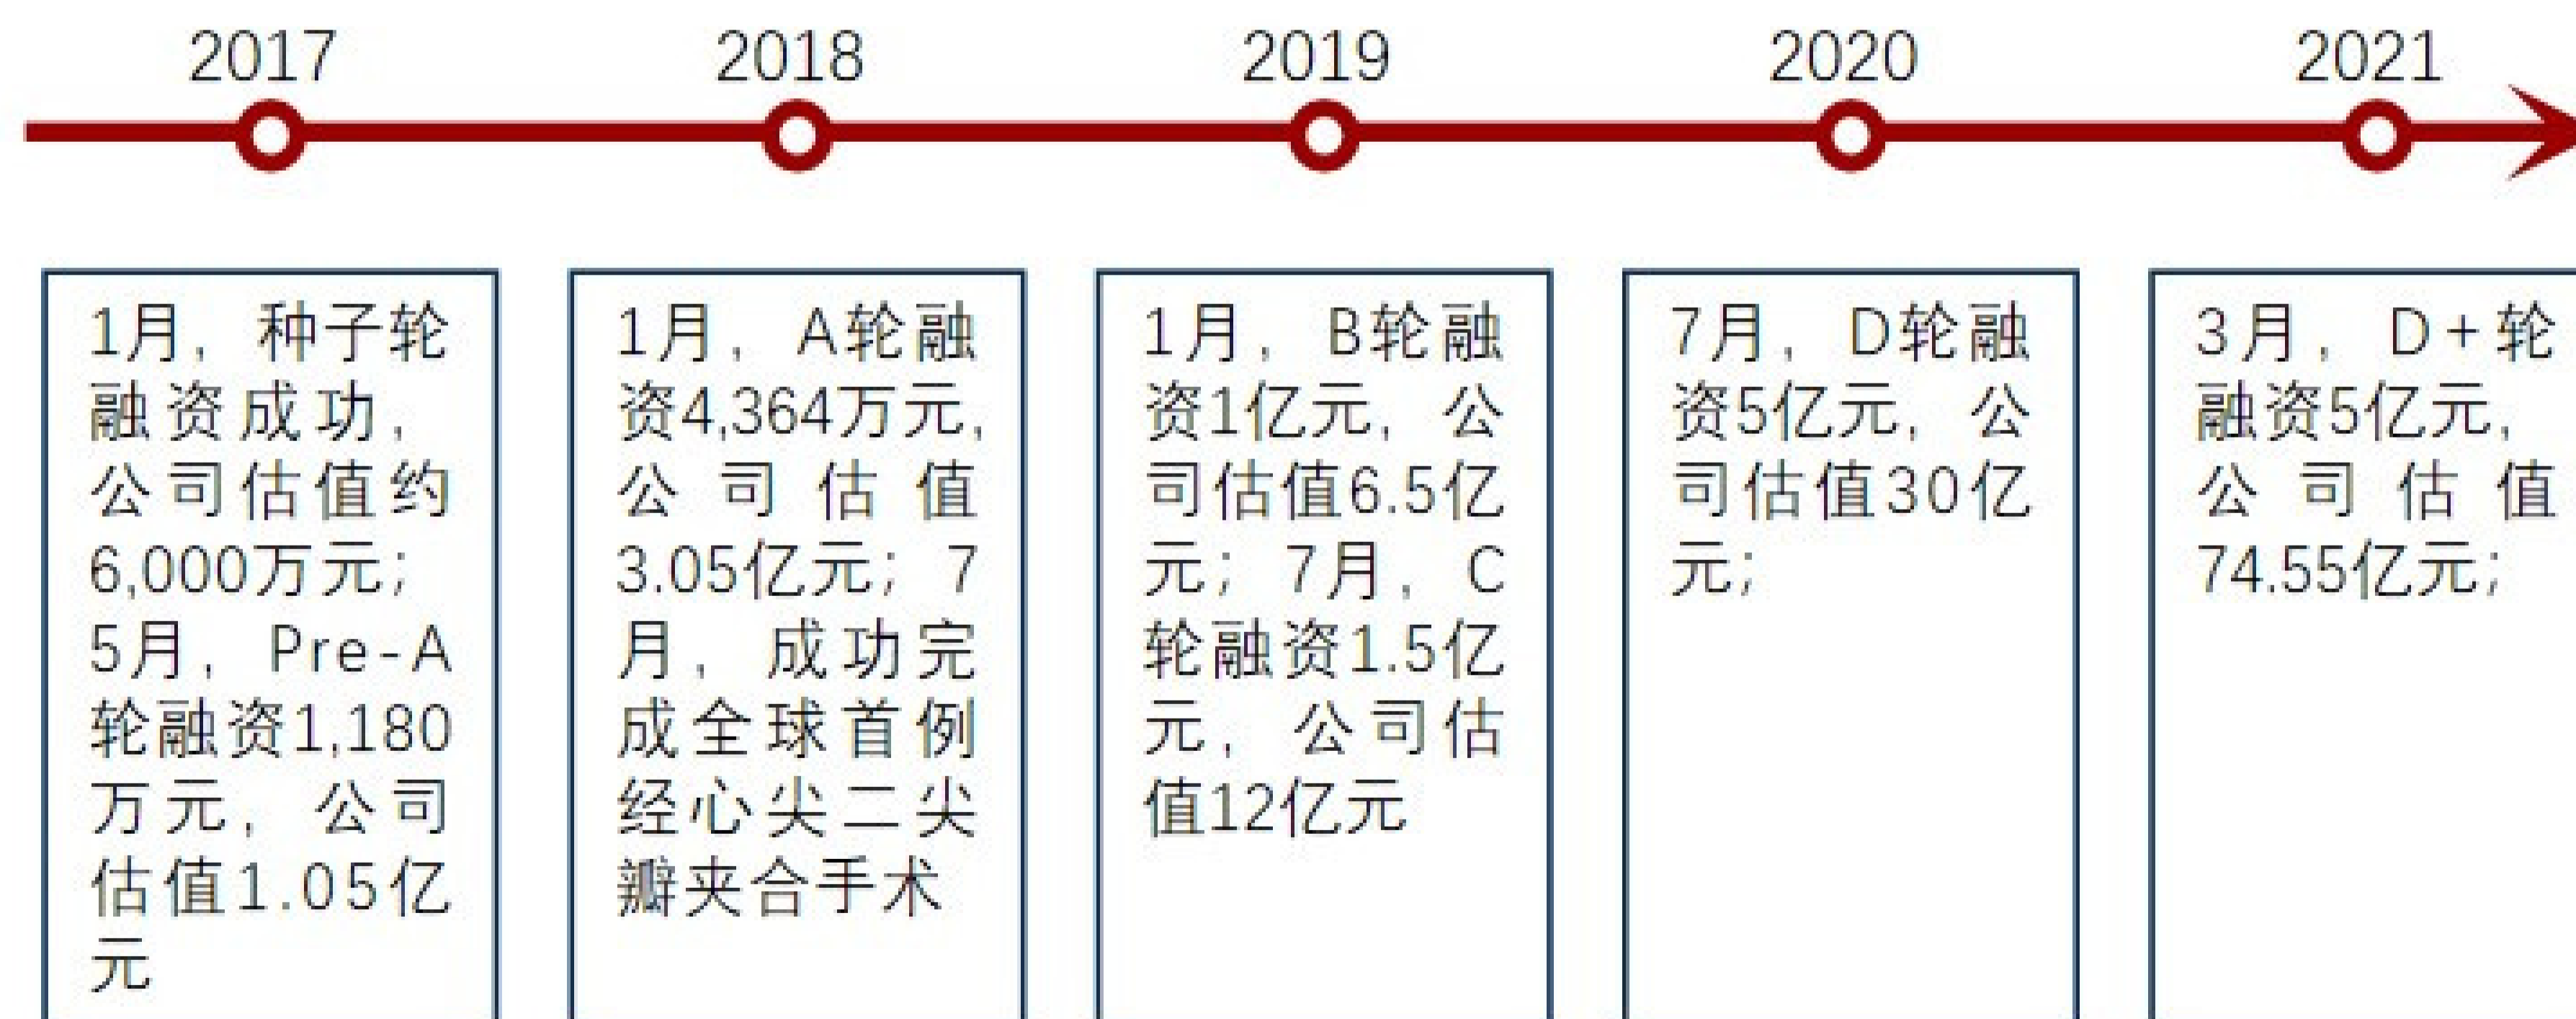 2017
2018
2019
2020
2021
1月，种子轮
融资成功，
公司估值约
6,000万元；
5月，Pre-A
轮融资1,180
万元，公司
估值1.05亿
元
1月，A轮融
资4,364万元，
公司估值
3.05亿元；7
月，成功完
成全球首例
经心尖二尖
瓣夹合手术
1月，B轮融
资1亿元，公
司估值6.5亿
元；7月，C
轮融资1.5亿
元，公司估
值12亿元
7月，D轮融
资5亿元，公
司估值30亿
元；
3月，D+轮
融资5亿元，
公司估值
74.55亿元；